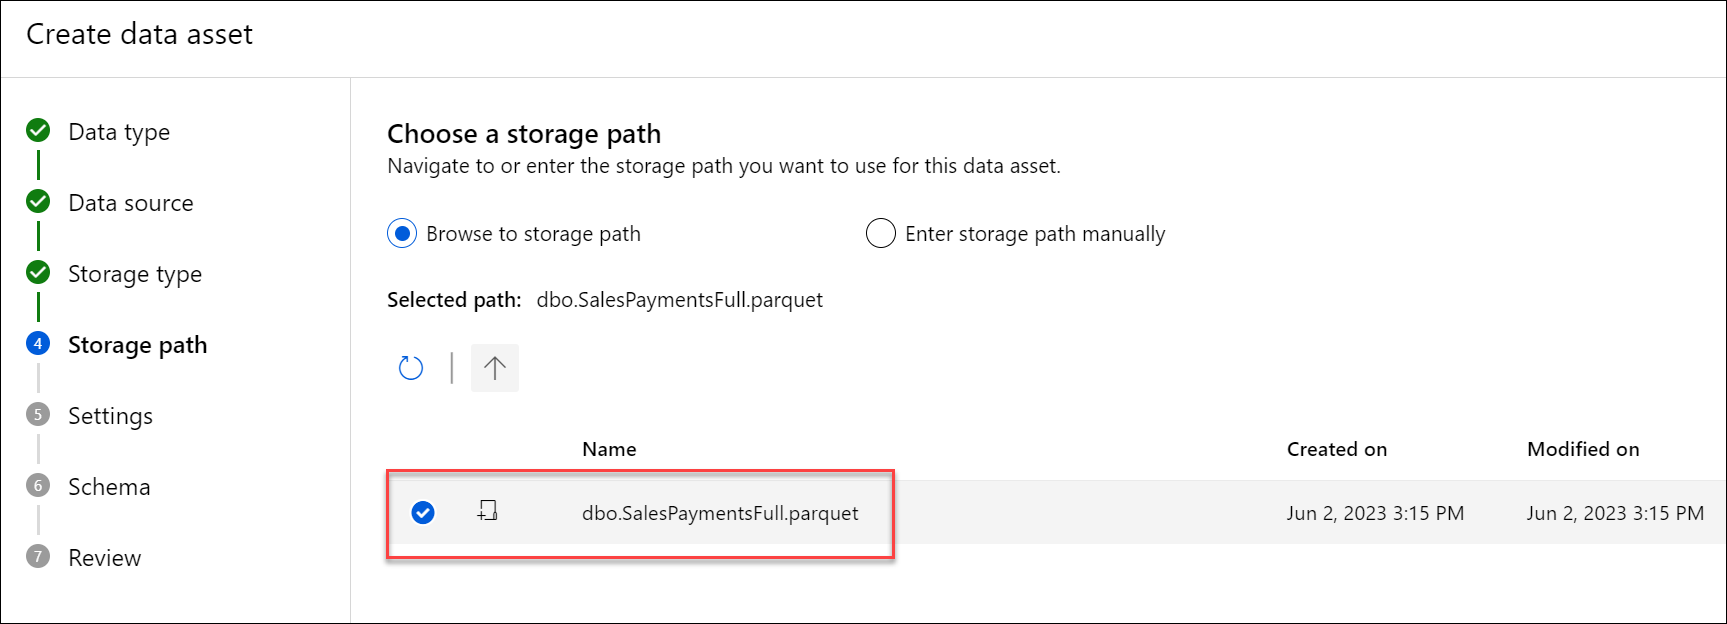 Create data asset
Data type
Data source
Storage type
4 Storage path
5 Settings
6 Schema
7 Review
Choose a storage path
Navigate to or enter the storage path you want to use for this data asset.
Browse to storage path Enter storage path manually
Selected path: dbo.SalesPaymentsFull.parquet
Name Created on Modified on
dbo.SalesPaymentsFull.parquet Jun 2, 2023 3:15 PM Jun 2, 2023 3:15 PM